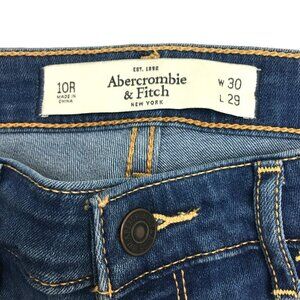 EST. 1892
10R
MADE IN
CHINA
Abercrombie
& Fitch
NEW YORK
W 30
L 29